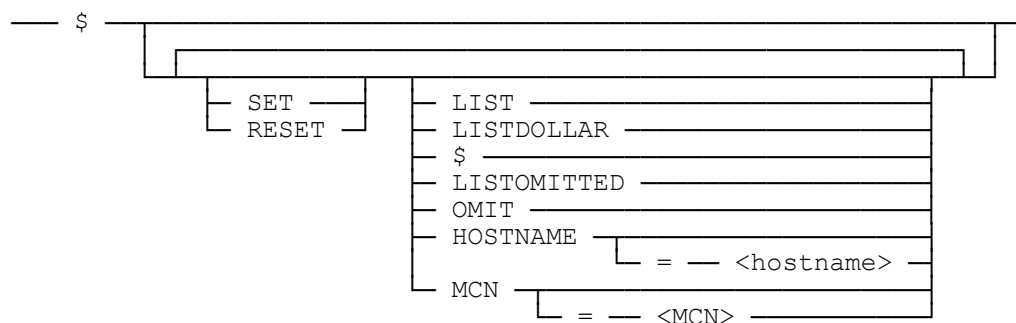 $
SET
RESET
LIST
LISTDOLLAR
$
LISTOMITTED
OMIT
HOSTNAME
= <hostname>
MCN
= <MCN>